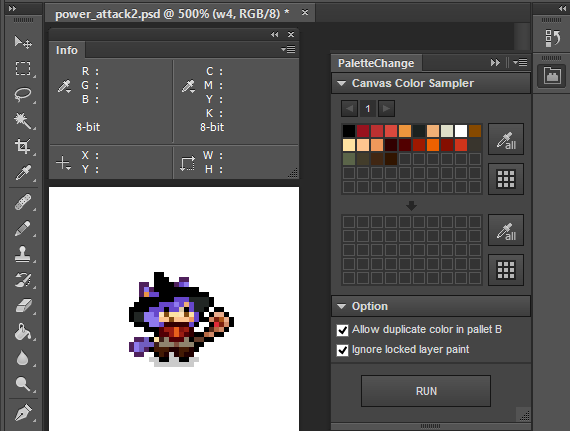 power_attack2.psd @ 500% (w4, RGB/8) * ×
Info
R :
G :
B :
8-bit
C :
M :
Y :
K :
8-bit
X :
Y :
W :
H :
PaletteChange
Canvas Color Sampler
1
all
all
Option
Allow duplicate color in pallet B
Ignore locked layer paint
RUN